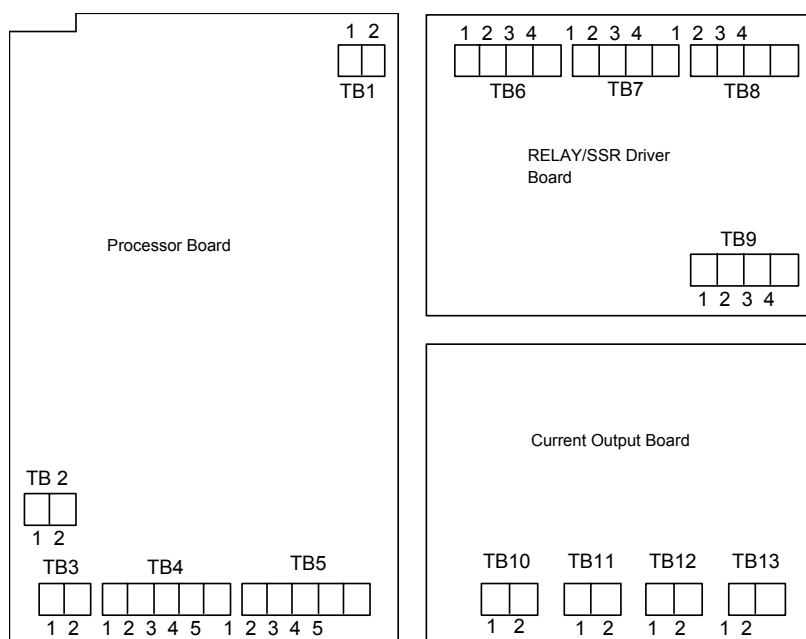 1 2
TB1
Processor Board
TB 2
1 2
TB3 TB4 TB5
1 2 1 2 3 4 5 1 2 3 4 5
1 2 3 4 1 2 3 4 1 2 3 4
TB6 TB7 TB8
RELAY/SSR Driver
Board
TB9
1 2 3 4
Current Output Board
TB10 TB11 TB12 TB13
1 2 1 2 1 2 1 2